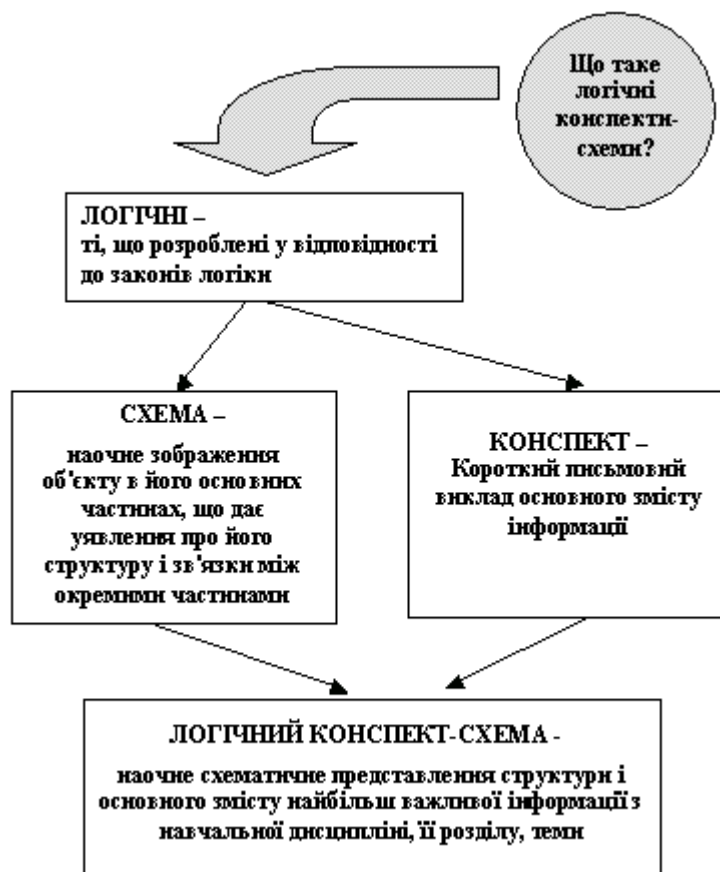 Що таке
логічні
конспекти-
схеми?
ЛОГІЧНІ –
ті, що розроблені у відповідності
до законів логіки
СХЕМА –
наочне зображення
об'єкту в його основних
частинах, що дає
уявлення про його
структуру і зв'язки між
окремими частинами
КОНСПЕКТ –
Короткий письмовий
виклад основного змісту
інформації
ЛОГІЧНИЙ КОНСПЕКТ-СХЕМА -
наочне схематичне представлення структури і
основного змісту найбільш важливої інформації з
навчальної дисципліні, її розділу, теми